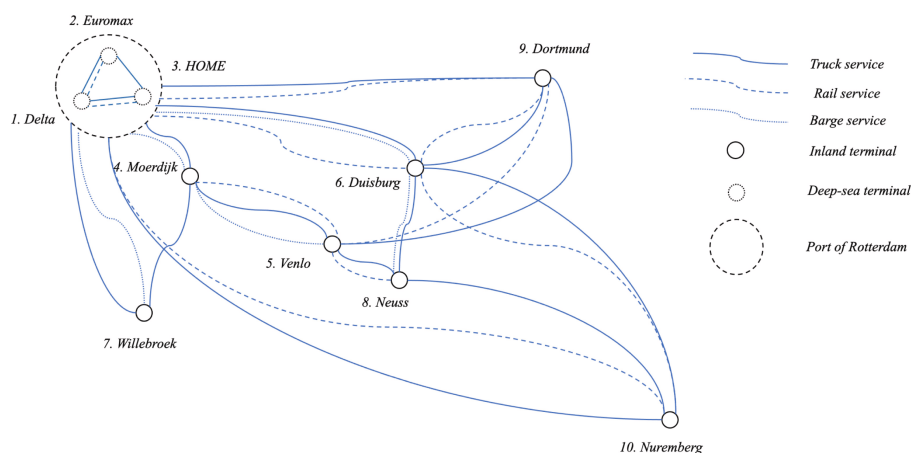 2. Euromax
9. Dortmund
3. HOME
Truck service
Rail service
1. Delta
Barge service
Inland terminal
4. Moerdijk
6. Duisburg
Deep-sea terminal
Port of Rotterdam
5. Venlo
8. Neuss
7. Willebroek
10. Nuremberg